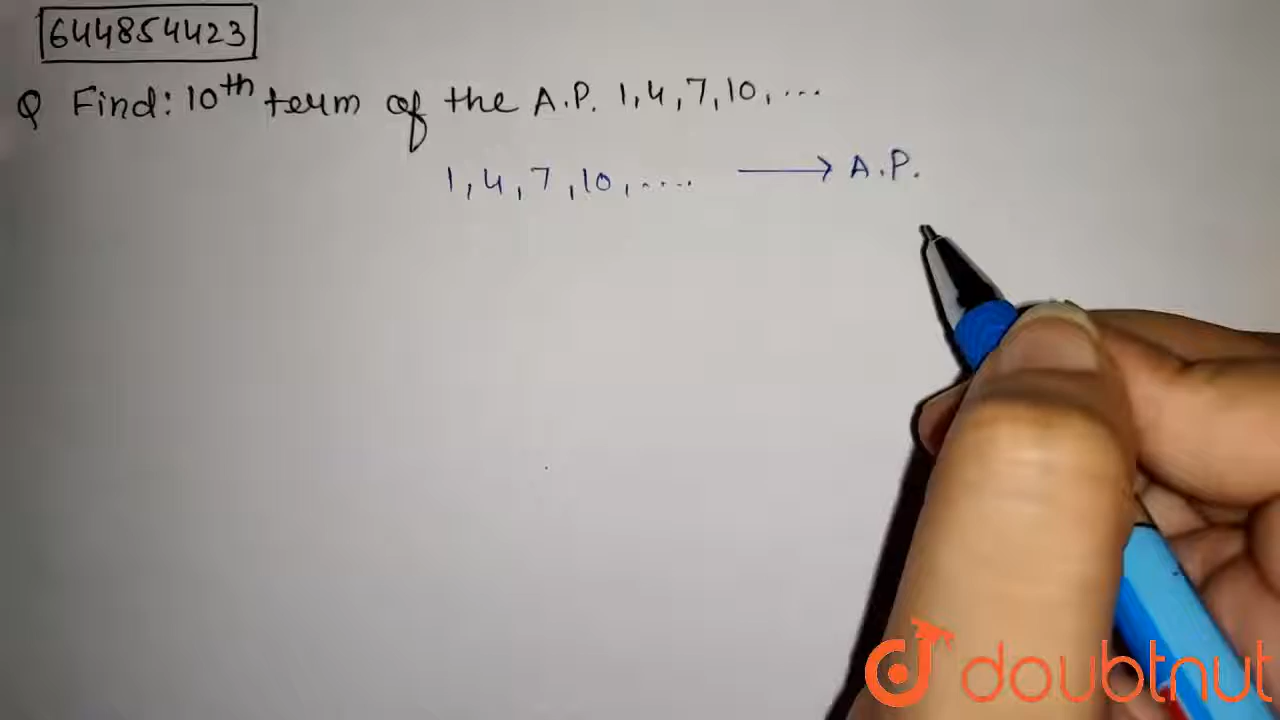 644854423
Q Find: 10th term of the A.P. 1, 4, 7, 10, ...
1, 4, 7, 10, .... ⟶ A.P.
doubtnut